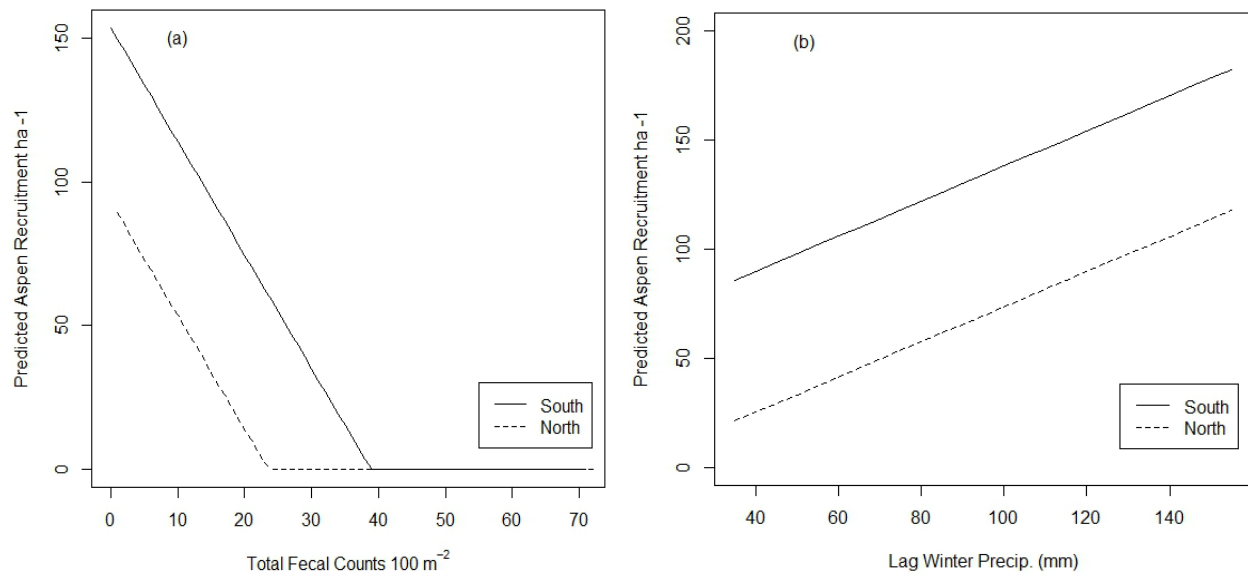 (a)
Predicted Aspen Recruitment ha -1
150
100
50
0
0 10 20 30 40 50 60 70
Total Fecal Counts 100 m⁻²
South
North
(b)
Predicted Aspen Recruitment ha -1
200
150
100
50
0
40 60 80 100 120 140
Lag Winter Precip. (mm)
South
North